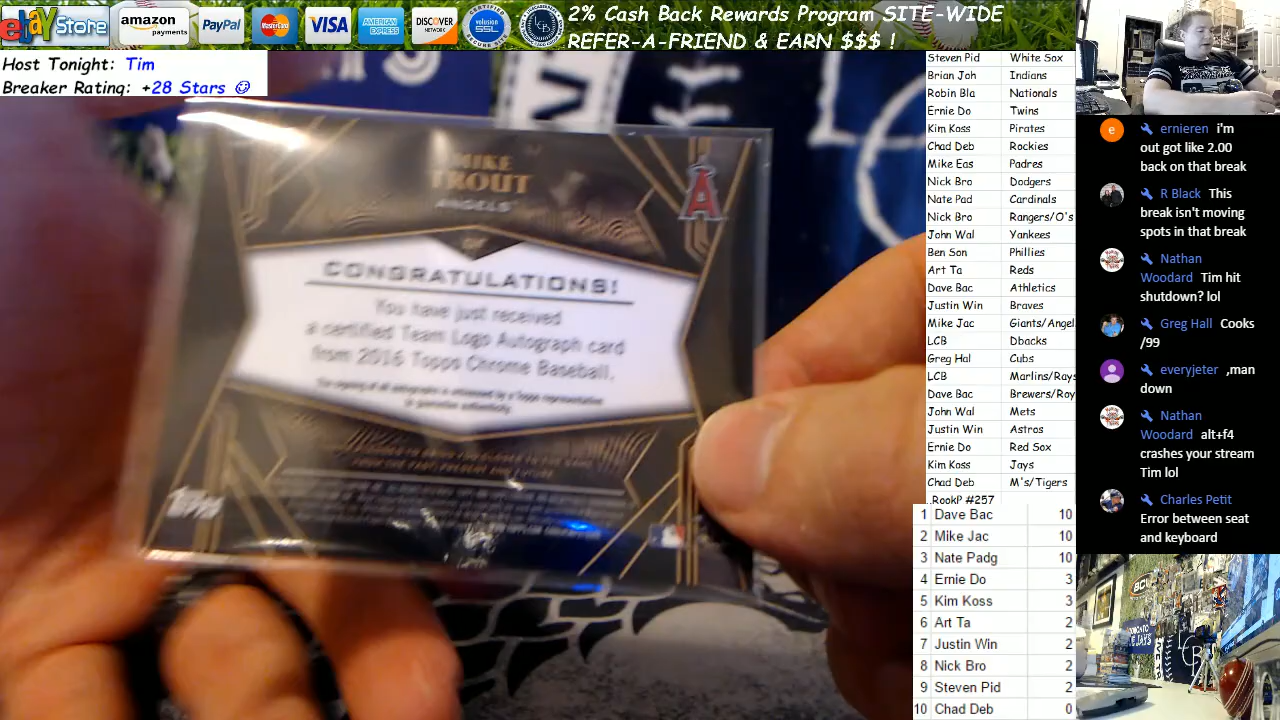 ebay Store
amazon
payments
PayPal
MasterCard
VISA
AMERICAN
EXPRESS
DISCOVER
NETWORK
volusion
SSL
LCB
2% Cash Back Rewards Program SITE-WIDE
REFER-A-FRIEND & EARN $$$ !
Host Tonight: Tim
Breaker Rating: +28 Stars ☺
MIKE
TROUT
ANGELS
A
CONGRATULATIONS!
You have just received
a certified Team Logo Autograph card
from 2016 Topps Chrome Baseball.
Steven Pid White Sox
Brian Joh Indians
Robin Bla Nationals
Ernie Do Twins
Kim Koss Pirates
Chad Deb Rockies
Mike Eas Padres
Nick Bro Dodgers
Nate Pad Cardinals
Nick Bro Rangers/O's
John Wal Yankees
Ben Son Phillies
Art Ta Reds
Dave Bac Athletics
Justin Win Braves
Mike Jac Giants/Angel
LCB Dbacks
Greg Hal Cubs
LCB Marlins/Rays
Dave Bac Brewers/Roy
John Wal Mets
Justin Win Astros
Ernie Do Red Sox
Kim Koss Jays
Chad Deb M's/Tigers
RookP #257
1 Dave Bac 10
2 Mike Jac 10
3 Nate Padg 10
4 Ernie Do 3
5 Kim Koss 3
6 Art Ta 2
7 Justin Win 2
8 Nick Bro 2
9 Steven Pid 2
10 Chad Deb 0
e ernieren i'm
out got like 2.00
back on that break
R Black This
break isn't moving
spots in that break
Nathan
Woodard Tim hit
shutdown? lol
Greg Hall Cooks
/99
everyjeter ,man
down
Nathan
Woodard alt+f4
crashes your stream
Tim lol
Charles Petit
Error between seat
and keyboard